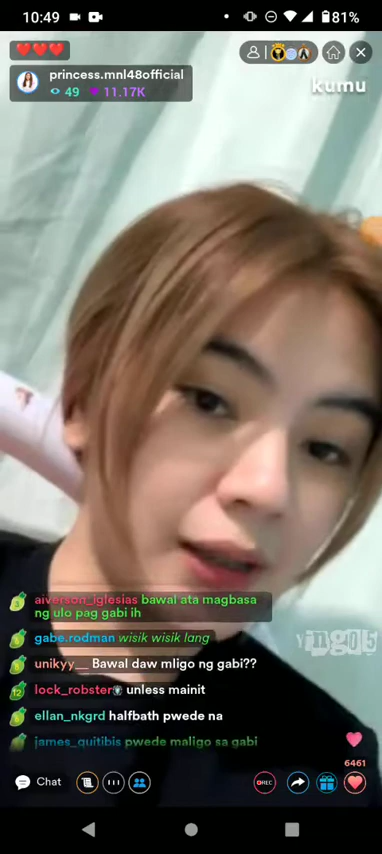 10:49
81%
princess.mnl48official
49 11.17K
kumu
aiverson_iglesias bawal ata magbasa
ng ulo pag gabi ih
gabe.rodman wisik wisik lang
unikyy__ Bawal daw mligo ng gabi??
lock_robster unless mainit
ellan_nkgrd halfbath pwede na
james_quitibis pwede maligo sa gabi
6461
Chat
REC